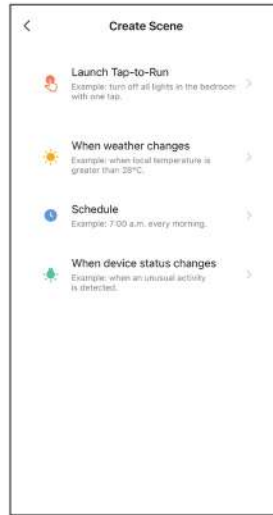 Create Scene
Launch Tap-to-Run
Example: turn off all lights in the bedroom
with one tap.
When weather changes
Example: when local temperature is
greater than 28°C.
Schedule
Example: 7:00 a.m. every morning.
When device status changes
Example: when an unusual activity
is detected.